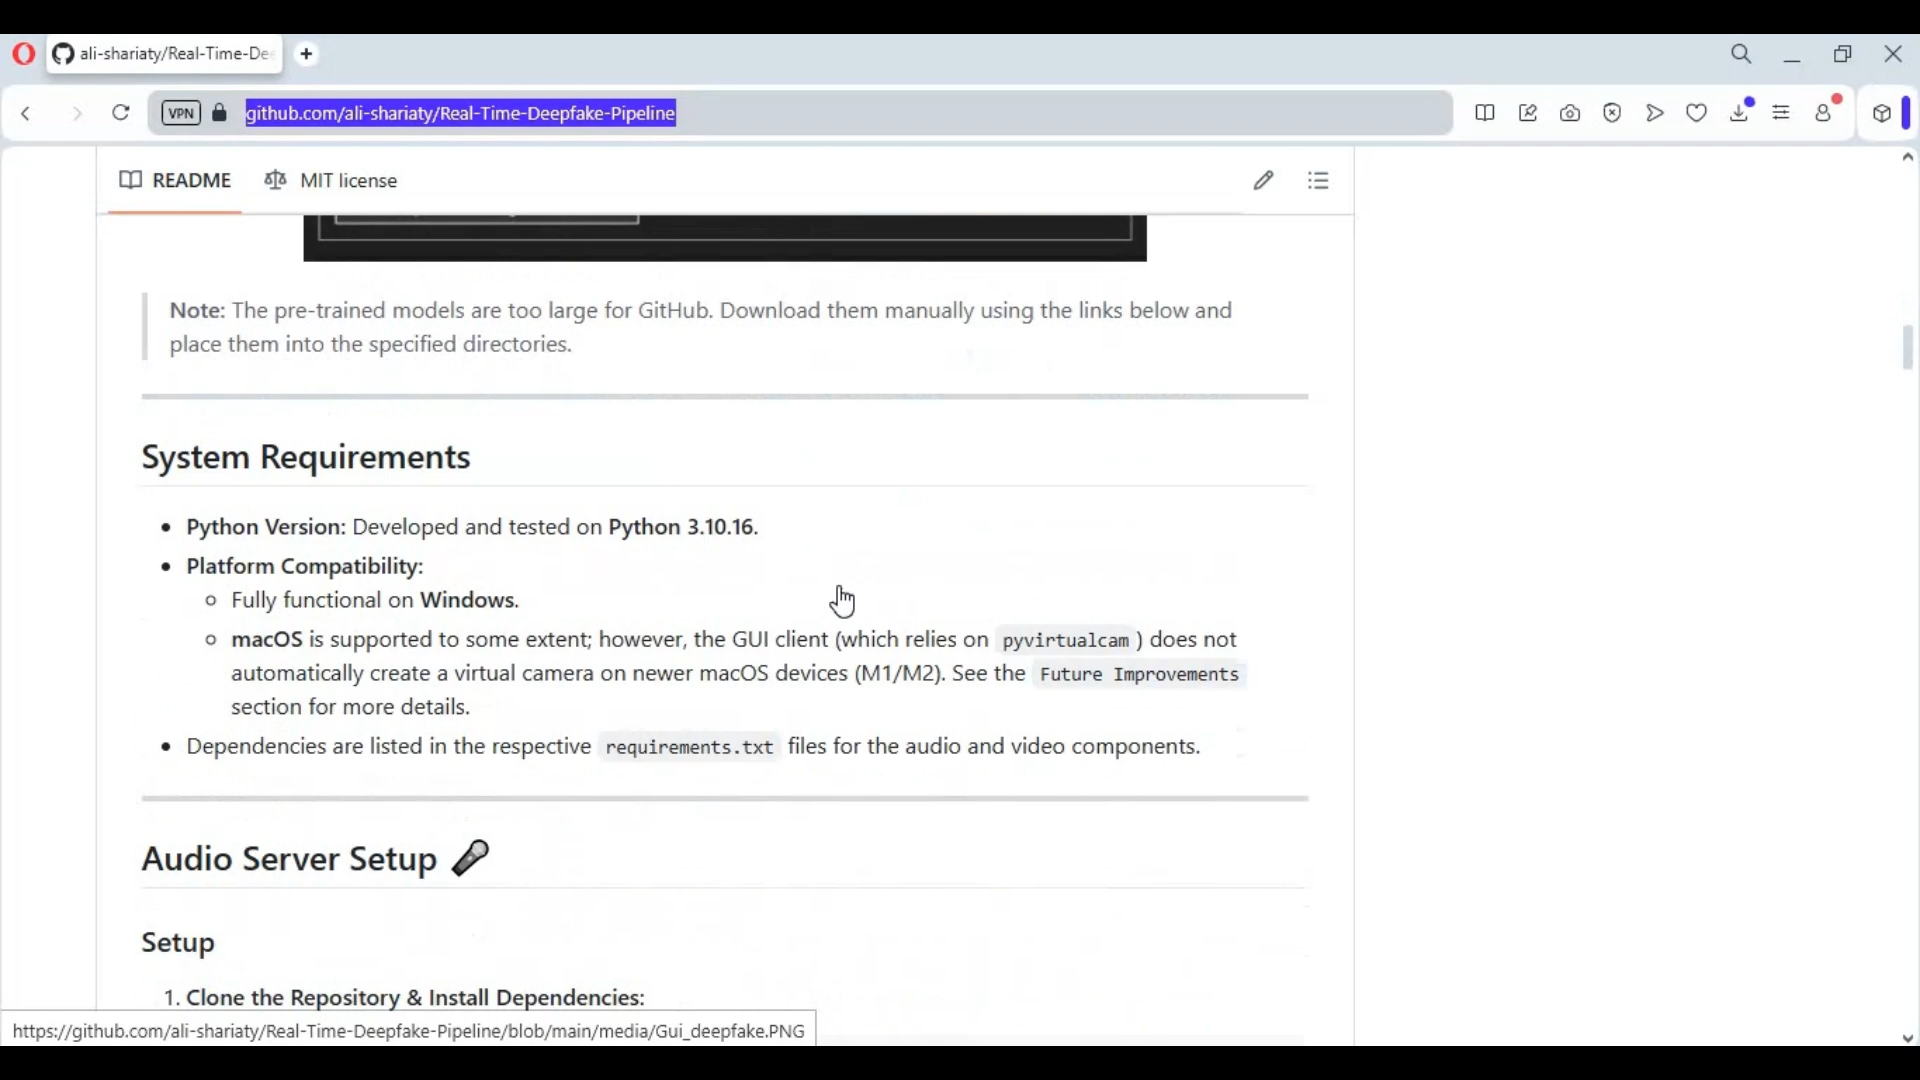 ali-shariaty/Real-Time-Dee
VPN
github.com/ali-shariaty/Real-Time-Deepfake-Pipeline
README
MIT license
Note: The pre-trained models are too large for GitHub. Download them manually using the links below and
place them into the specified directories.
System Requirements
• Python Version: Developed and tested on Python 3.10.16.
• Platform Compatibility:
○ Fully functional on Windows.
○ macOS is supported to some extent; however, the GUI client (which relies on pyvirtualcam ) does not
automatically create a virtual camera on newer macOS devices (M1/M2). See the Future Improvements
section for more details.
• Dependencies are listed in the respective requirements.txt files for the audio and video components.
Audio Server Setup 🎤
Setup
1. Clone the Repository & Install Dependencies:
https://github.com/ali-shariaty/Real-Time-Deepfake-Pipeline/blob/main/media/Gui_deepfake.PNG